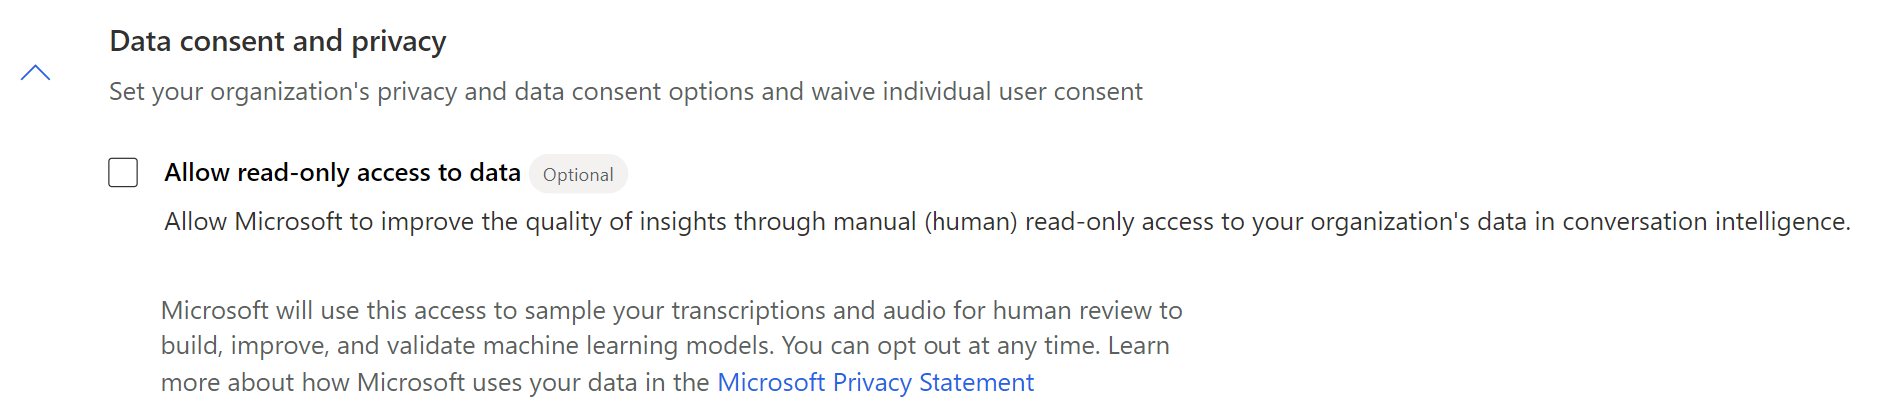 Data consent and privacy
Set your organization's privacy and data consent options and waive individual user consent
Allow read-only access to data Optional
Allow Microsoft to improve the quality of insights through manual (human) read-only access to your organization's data in conversation intelligence.
Microsoft will use this access to sample your transcriptions and audio for human review to
build, improve, and validate machine learning models. You can opt out at any time. Learn
more about how Microsoft uses your data in the Microsoft Privacy Statement